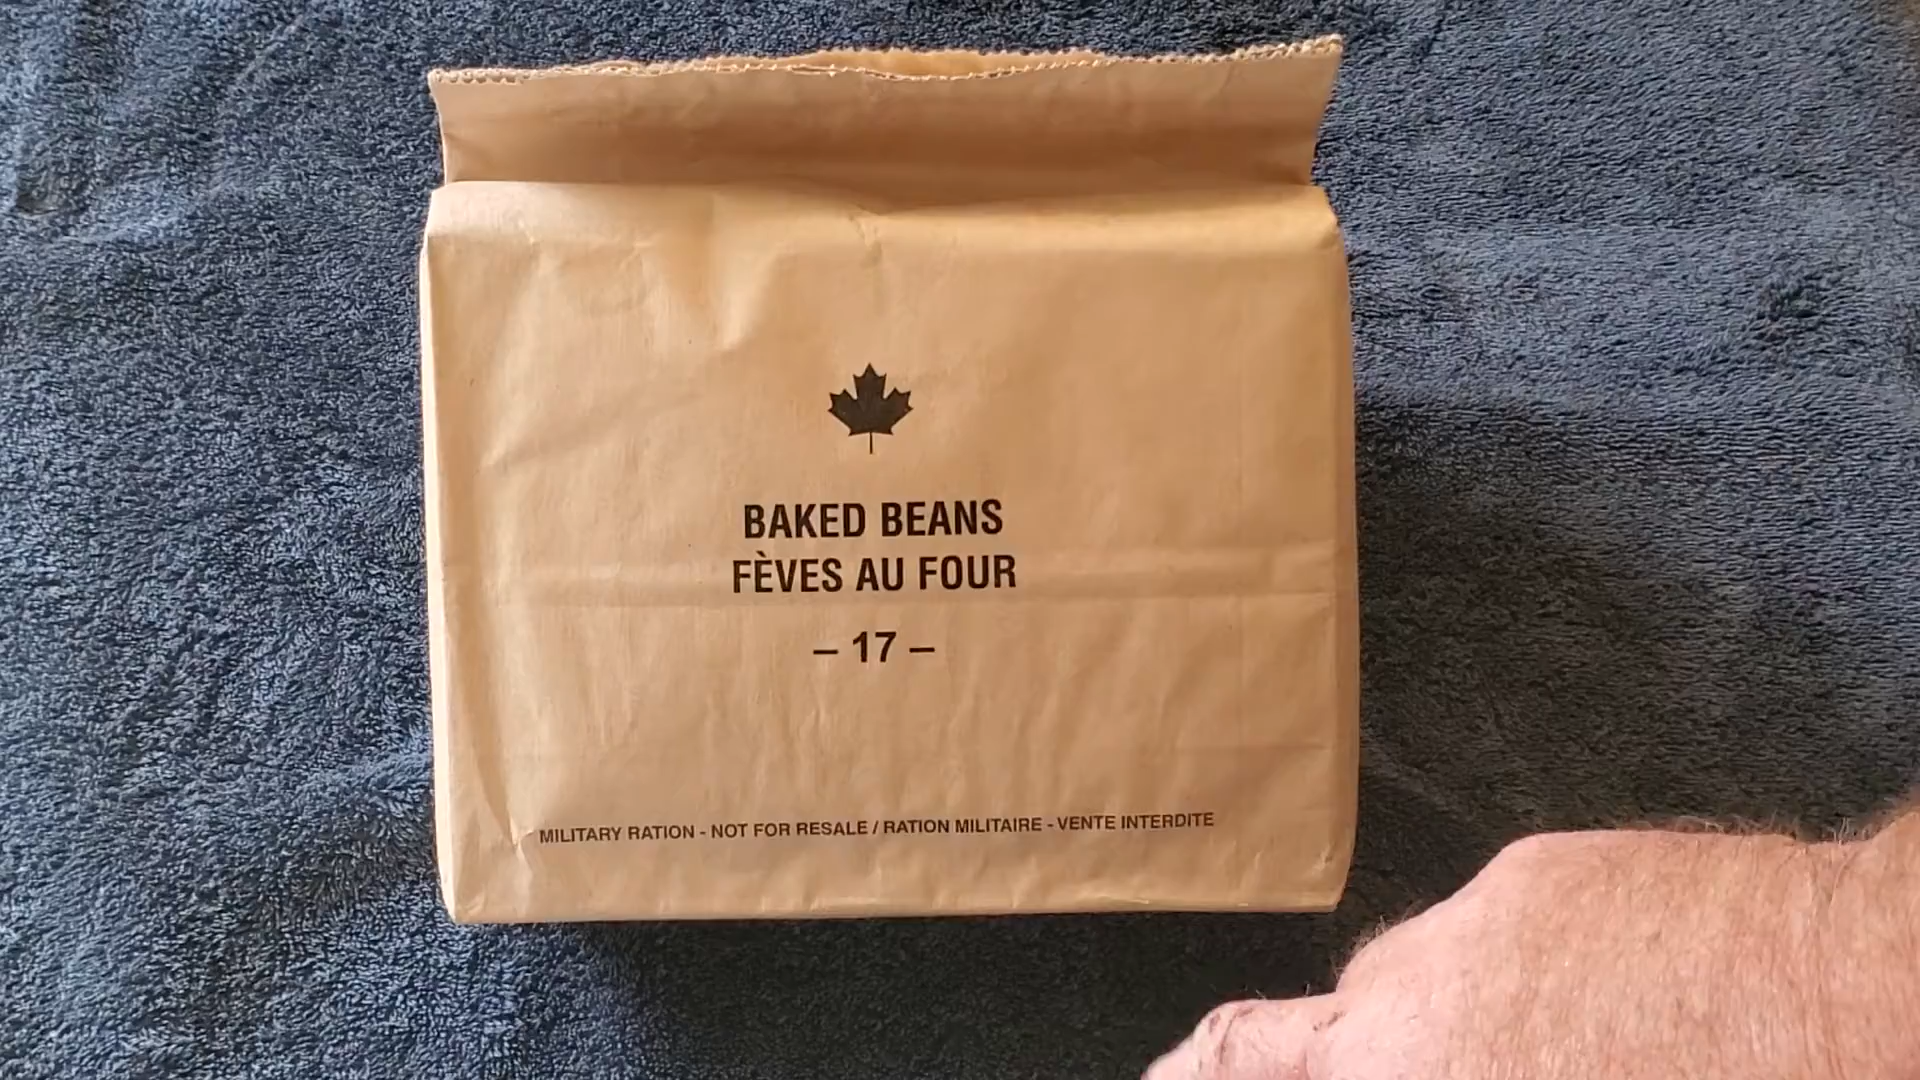 BAKED BEANS
FÈVES AU FOUR
– 17 –
MILITARY RATION - NOT FOR RESALE / RATION MILITAIRE - VENTE INTERDITE